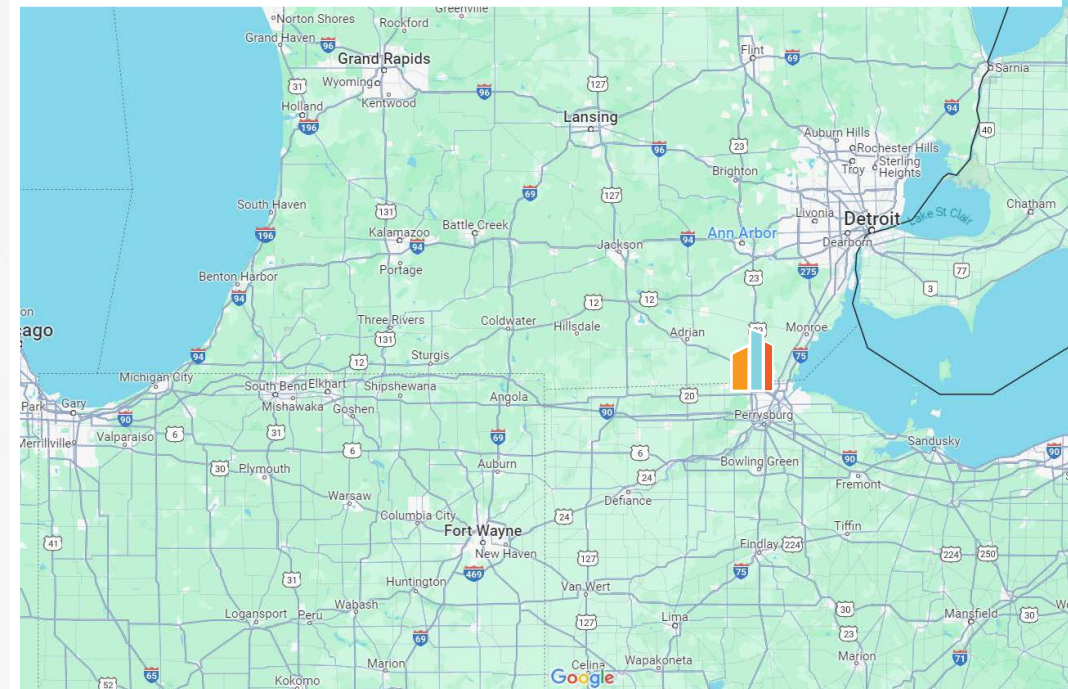 Greenville
Norton Shores
Rockford
Grand Haven
96
Flint
69
Grand Rapids
Sarnia
31
Wyoming
127
96
Kentwood
Holland
94
196
Lansing
40
Auburn Hills
23
Rochester Hills
96
Troy
Sterling
Heights
Brighton
69
127
South Haven
131
Livonia
Detroit
Lake St Clair
Chatham
196
Kalamazoo
Battle Creek
94
Ann Arbor
94
Jackson
Dearborn
Portage
Benton Harbor
23
275
77
94
12
12
3
Three Rivers
Coldwater
Hillsdale
Adrian
23
Monroe
131
ago
94
12
Sturgis
75
Michigan City
South Bend
Elkhart
Shipshewana
Angola
20
Park
Gary
Mishawaka
Goshen
90
Perrysburg
90
Merrillville
Valparaiso
6
31
69
Sandusky
6
6
90
30
Plymouth
Auburn
24
Bowling Green
90
Fremont
Warsaw
Defiance
Columbia City
24
Tiffin
Fort Wayne
41
New Haven
127
Findlay
224
224
250
469
75
31
Huntington
Van Wert
Wabash
30
Logansport
Peru
Lima
Mansfield
30
127
69
23
Marion
Celina
Wapakoneta
Marion
71
65
Google
Kokomo
52